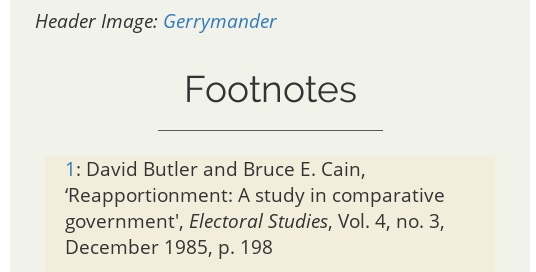 Header Image: Gerrymander
Footnotes
1: David Butler and Bruce E. Cain,
‘Reapportionment: A study in comparative
government', Electoral Studies, Vol. 4, no. 3,
December 1985, p. 198